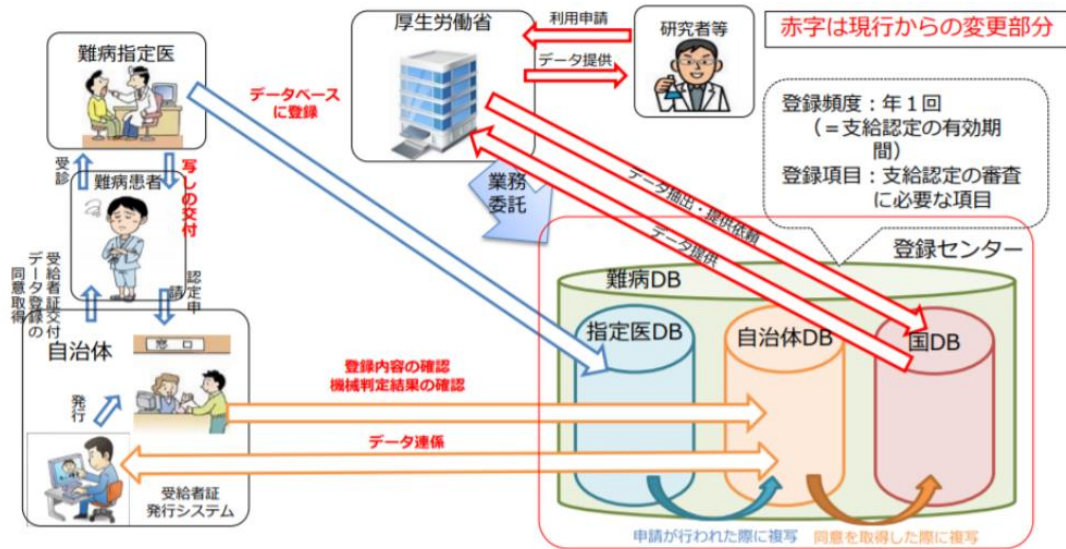 厚生労働省
利用申請
データ提供
研究者等
赤字は現行からの変更部分
難病指定医
データベース
に登録
登録頻度:年1回
(=支給認定の有効期
間)
登録項目:支給認定の審査
に必要な項目
受診
難病患者
写しの交付
業務
委託
データ抽出・提供依頼
データ提供
登録センター
難病DB
指定医DB
自治体DB
国DB
受給者証交付
データ登録の
同意取得
認定申
請
自治体
窓口
登録内容の確認
機械判定結果の確認
発行
データ連係
受給者証
発行システム
申請が行われた際に複写
同意を取得した際に複写